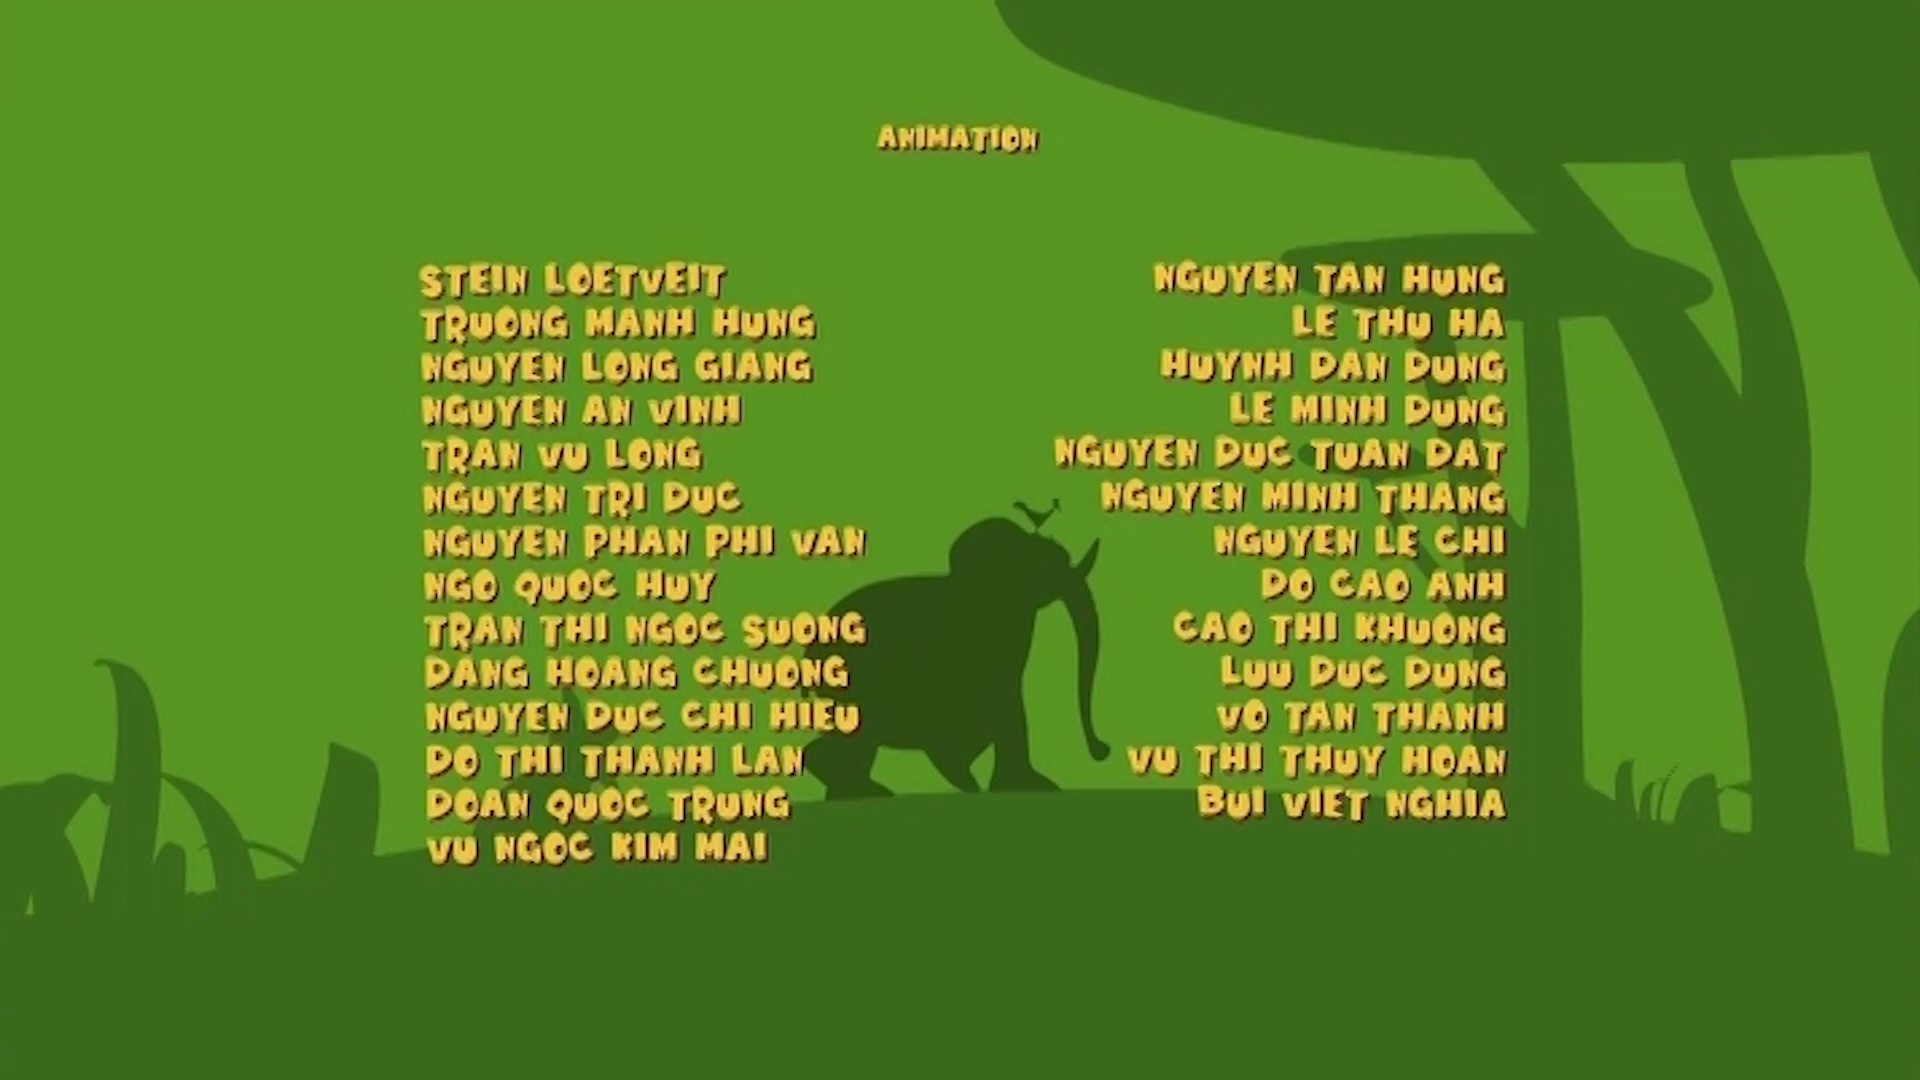 ANIMATION
STEIN LOETVEIT
TRUONG MANH HUNG
NGUYEN LONG GIANG
NGUYEN AN VINH
TRAN VU LONG
NGUYEN TRI DUC
NGUYEN PHAN PHI VAN
NGO QUOC HUY
TRAN THI NGOC SUONG
DANG HOANG CHUONG
NGUYEN DUC CHI HIEU
DO THI THANH LAN
DOAN QUOC TRUNG
VU NGOC KIM MAI
NGUYEN TAN HUNG
LE THU HA
HUYNH DAN DUNG
LE MINH DUNG
NGUYEN DUC TUAN DAT
NGUYEN MINH THANG
NGUYEN LE CHI
DO CAO ANH
CAO THI KHUONG
LUU DUC DUNG
VO TAN THANH
VU THI THUY HOAN
BUI VIET NGHIA